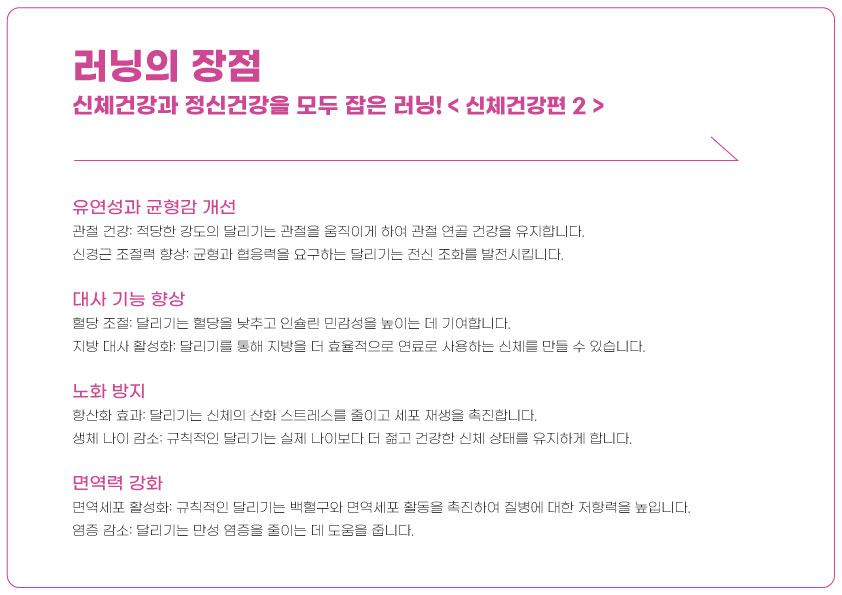 러닝의 장점
신체건강과 정신건강을 모두 잡은 러닝! < 신체건강편 2 >
유연성과 균형감 개선
관절 건강: 적당한 강도의 달리기는 관절을 움직이게 하여 관절 연골 건강을 유지합니다.
신경근 조절력 향상: 균형과 협응력을 요구하는 달리기는 전신 조화를 발전시킵니다.
대사 기능 향상
혈당 조절: 달리기는 혈당을 낮추고 인슐린 민감성을 높이는 데 기여합니다.
지방 대사 활성화: 달리기를 통해 지방을 더 효율적으로 연료로 사용하는 신체를 만들 수 있습니다.
노화 방지
항산화 효과: 달리기는 신체의 산화 스트레스를 줄이고 세포 재생을 촉진합니다.
생체 나이 감소: 규칙적인 달리기는 실제 나이보다 더 젊고 건강한 신체 상태를 유지하게 합니다.
면역력 강화
면역세포 활성화: 규칙적인 달리기는 백혈구와 면역세포 활동을 촉진하여 질병에 대한 저항력을 높입니다.
염증 감소: 달리기는 만성 염증을 줄이는 데 도움을 줍니다.